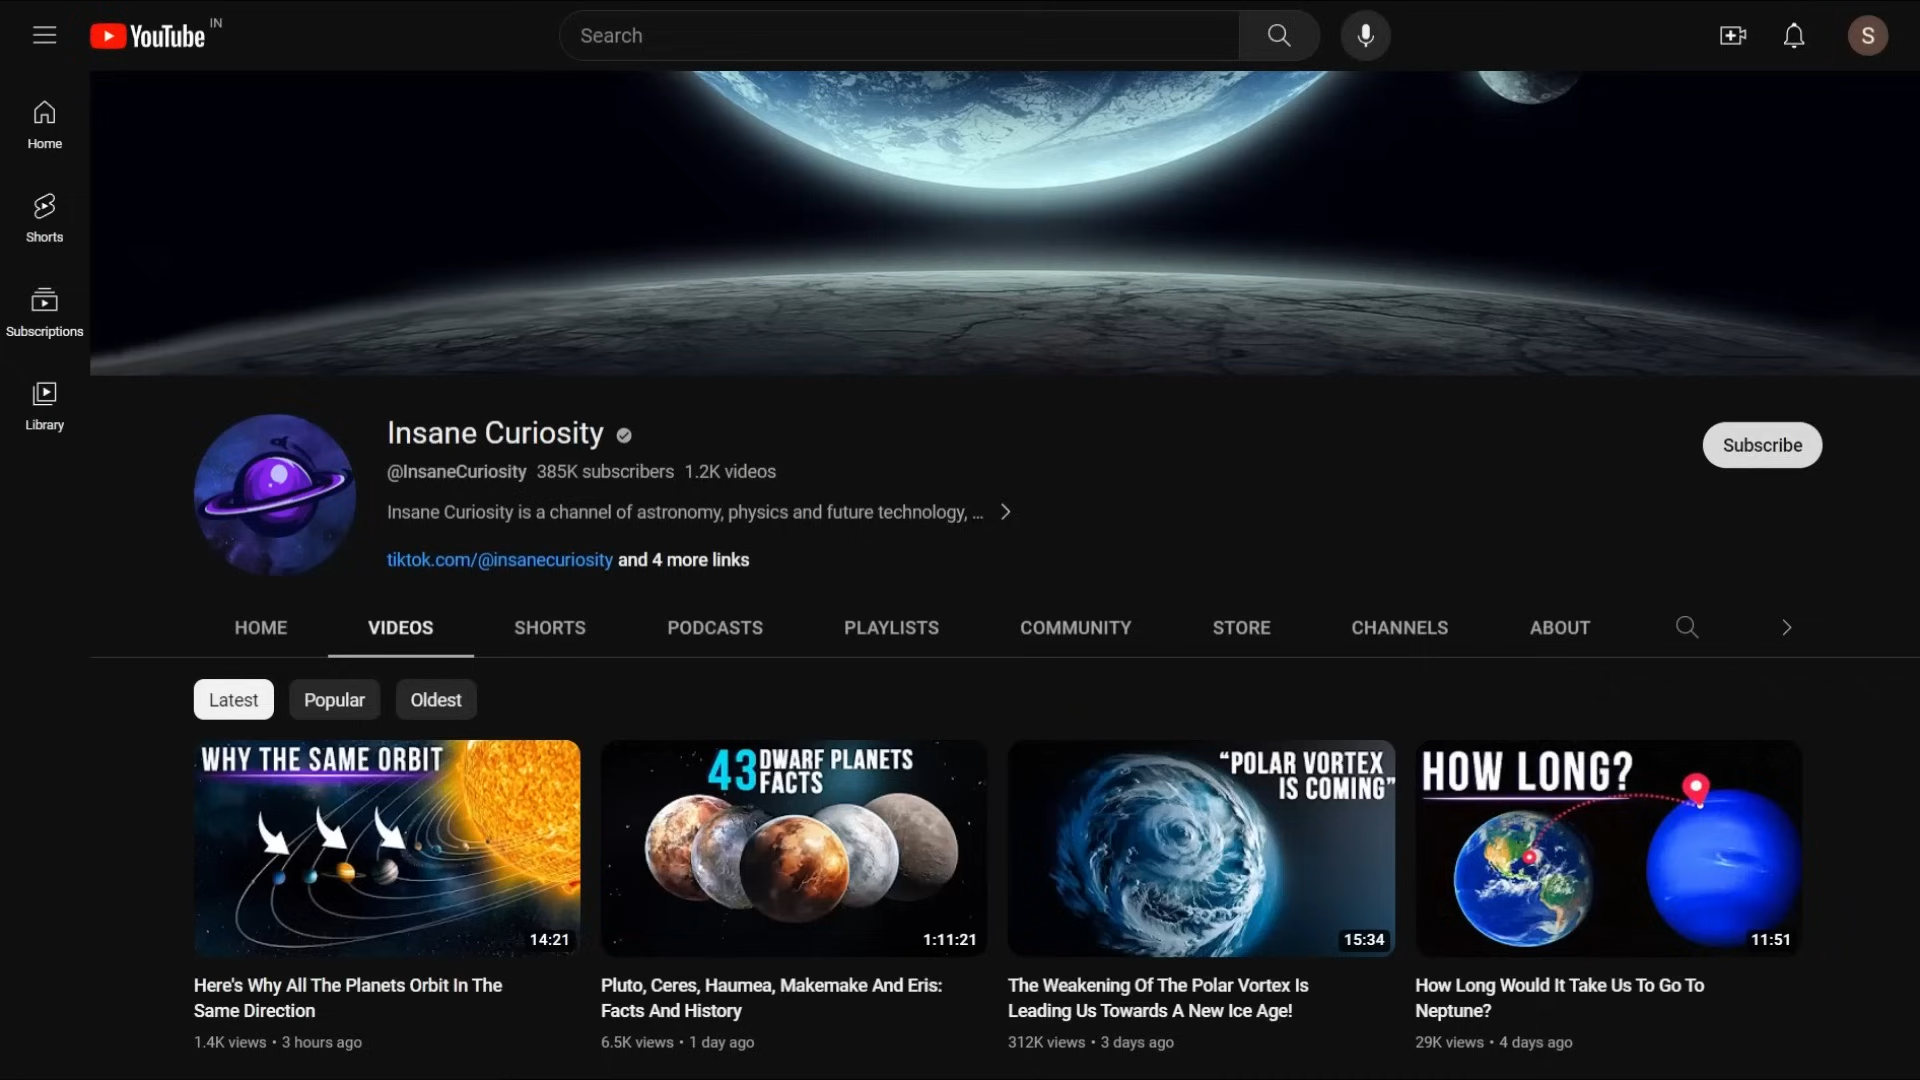 YouTube IN
Search
S
Home
Shorts
Subscriptions
Library
Insane Curiosity
@InsaneCuriosity 385K subscribers 1.2K videos
Insane Curiosity is a channel of astronomy, physics and future technology, ...
tiktok.com/@insanecuriosity and 4 more links
Subscribe
HOME VIDEOS SHORTS PODCASTS PLAYLISTS COMMUNITY STORE CHANNELS ABOUT
Latest Popular Oldest
WHY THE SAME ORBIT
14:21
Here's Why All The Planets Orbit In The
Same Direction
1.4K views • 3 hours ago
43 DWARF PLANETS
FACTS
1:11:21
Pluto, Ceres, Haumea, Makemake And Eris:
Facts And History
6.5K views • 1 day ago
“POLAR VORTEX
IS COMING”
15:34
The Weakening Of The Polar Vortex Is
Leading Us Towards A New Ice Age!
312K views • 3 days ago
HOW LONG?
11:51
How Long Would It Take Us To Go To
Neptune?
29K views • 4 days ago